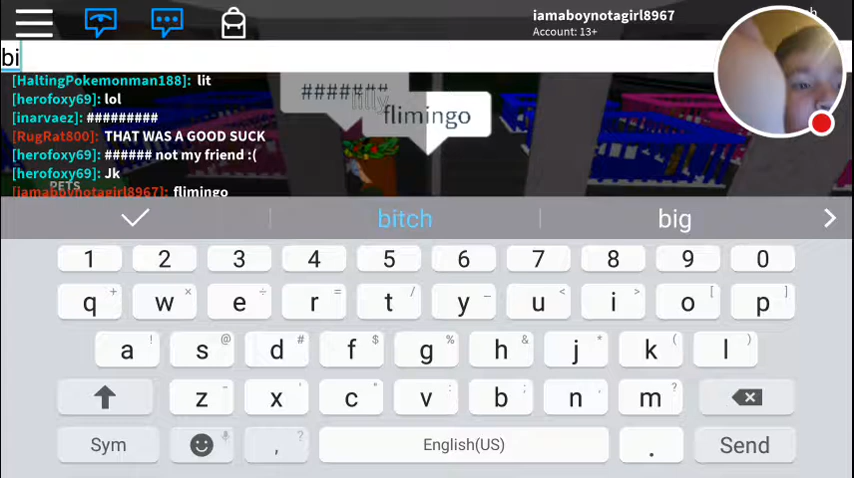 iamaboynotagirl8967
Account: 13+
bi
[HaltingPokemonman188]: lit
[herofoxy69]: lol
[inarvaez]: #########
[RugRat800]: THAT WAS A GOOD SUCK
[herofoxy69]: ###### not my friend :(
[herofoxy69]: Jk
[iamaboynotagirl8967]: flimingo
#######
filly
flimingo
PETS
bitch big
1 2 3 4 5 6 7 8 9 0
+ × ÷ = / _ < > [ ]
q w e r t y u i o p
! @ # $ % ^ & * ( )
a s d f g h j k l
- ' " : ; , ?
z x c v b n m
Sym , ? English(US) . Send